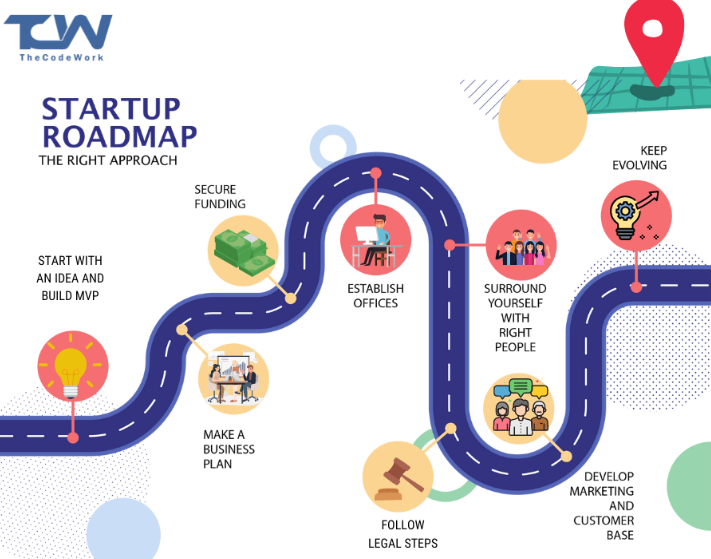 TCW
TheCodeWork
STARTUP
ROADMAP
THE RIGHT APPROACH
START WITH
AN IDEA AND
BUILD MVP
MAKE A
BUSINESS
PLAN
SECURE
FUNDING
ESTABLISH
OFFICES
SURROUND
YOURSELF
WITH
RIGHT
PEOPLE
FOLLOW
LEGAL STEPS
DEVELOP
MARKETING
AND
CUSTOMER
BASE
KEEP
EVOLVING